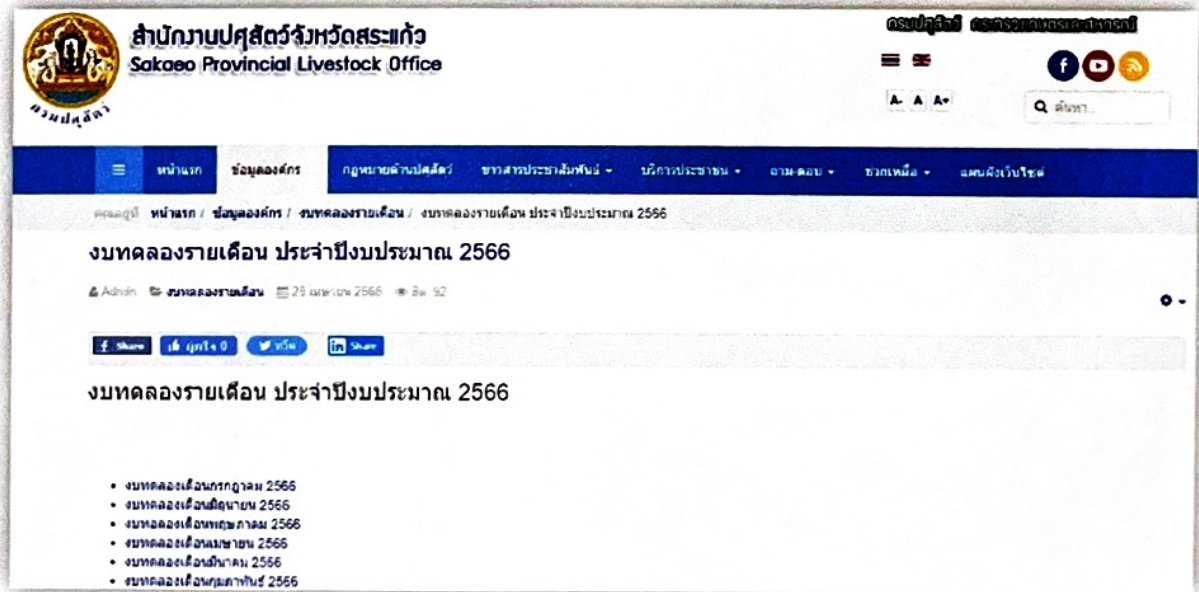 สำนักงานปศุสัตว์จังหวัดสระแก้ว
Sakaeo Provincial Livestock Office
กรมปศุสัตว์
กรมปศุสัตว์ กระทรวงเกษตรและสหกรณ์
A- A A+
ค้นหา...
หน้าแรก ข้อมูลองค์กร กฎหมายด้านปศุสัตว์ ข่าวสารประชาสัมพันธ์ บริการประชาชน ถาม-ตอบ ช่วยเหลือ แผนผังเว็บไซต์
คุณอยู่ที่ หน้าแรก / ข้อมูลองค์กร / งบทดลองรายเดือน / งบทดลองรายเดือน ประจำปีงบประมาณ 2566
งบทดลองรายเดือน ประจำปีงบประมาณ 2566
Admin งบทดลองรายเดือน เมษายน 2566 ฮิต: 92
f Share ถูกใจ 0 ทวีต in Share
งบทดลองรายเดือน ประจำปีงบประมาณ 2566
• งบทดลองเดือนกรกฎาคม 2566
• งบทดลองเดือนมิถุนายน 2566
• งบทดลองเดือนพฤษภาคม 2566
• งบทดลองเดือนเมษายน 2566
• งบทดลองเดือนมีนาคม 2566
• งบทดลองเดือนกุมภาพันธ์ 2566